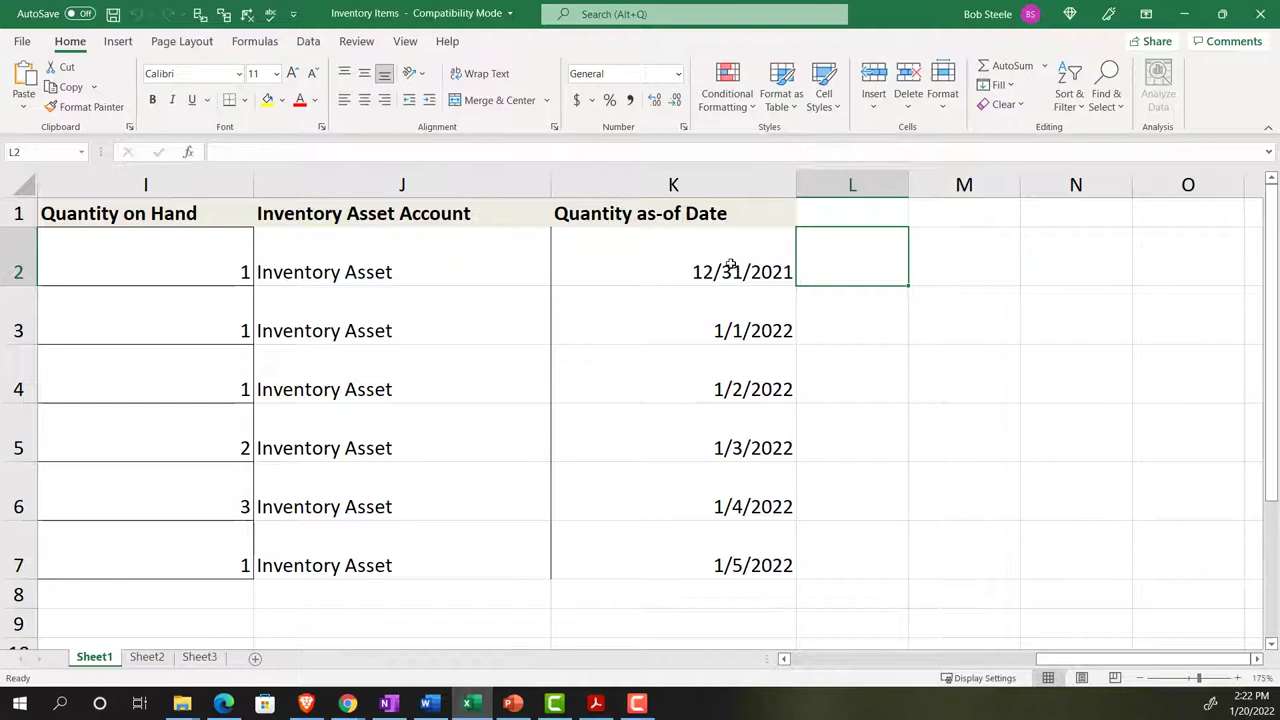 AutoSave Off
Inventory Items - Compatibility Mode
Search (Alt+Q)
Bob Steele BS
File Home Insert Page Layout Formulas Data Review View Help
Share Comments
Paste
Cut
Copy
Format Painter
Clipboard
Calibri 11
B I U
Font
Wrap Text
Merge & Center
Alignment
General
$ % ,
Number
Conditional Formatting
Format as Table
Cell Styles
Styles
Insert Delete Format
Cells
AutoSum
Fill
Clear
Sort & Filter
Find & Select
Editing
Analyze Data
Analysis
L2 fx
I J K L M N O
1 Quantity on Hand Inventory Asset Account Quantity as-of Date
2 1 Inventory Asset 12/31/2021
3 1 Inventory Asset 1/1/2022
4 1 Inventory Asset 1/2/2022
5 2 Inventory Asset 1/3/2022
6 3 Inventory Asset 1/4/2022
7 1 Inventory Asset 1/5/2022
8
9
10
Sheet1 Sheet2 Sheet3
Ready Display Settings 175%
2:22 PM
1/20/2022